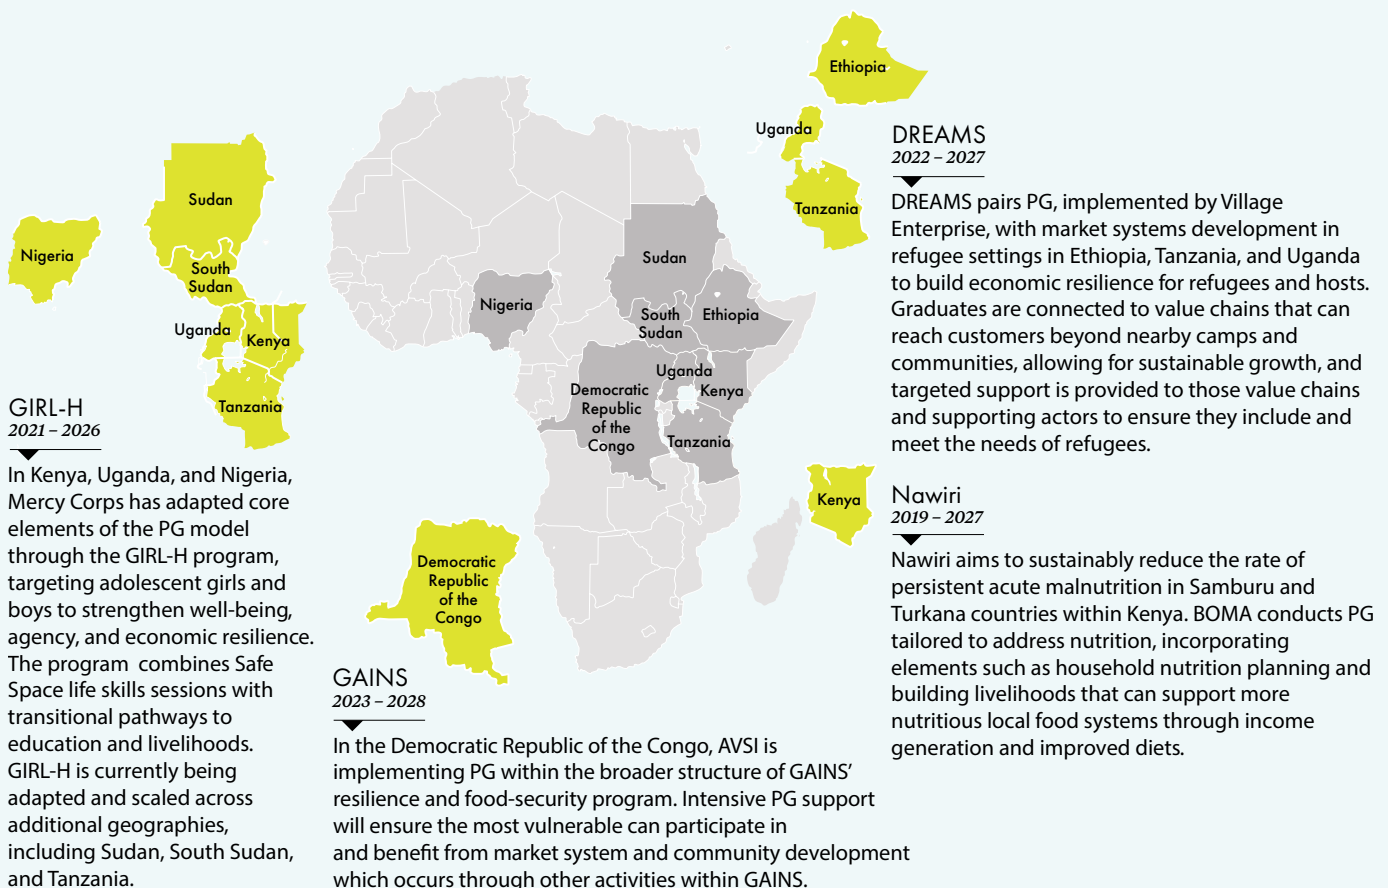 Nigeria
Sudan
South
Sudan
Uganda
Kenya
Tanzania
GIRL-H
2021 – 2026
In Kenya, Uganda, and Nigeria,
Mercy Corps has adapted core
elements of the PG model
through the GIRL-H program,
targeting adolescent girls and
boys to strengthen well-being,
agency, and economic resilience.
The program combines Safe
Space life skills sessions with
transitional pathways to
education and livelihoods.
GIRL-H is currently being
adapted and scaled across
additional geographies,
including Sudan, South Sudan,
and Tanzania.
Sudan
Nigeria
South
Sudan
Ethiopia
Uganda
Kenya
Democratic
Republic
of the
Congo
Tanzania
Democratic
Republic
of the
Congo
GAINS
2023 – 2028
In the Democratic Republic of the Congo, AVSI is
implementing PG within the broader structure of GAINS’
resilience and food-security program. Intensive PG support
will ensure the most vulnerable can participate in
and benefit from market system and community development
which occurs through other activities within GAINS.
Ethiopia
Uganda
Tanzania
DREAMS
2022 – 2027
DREAMS pairs PG, implemented by Village
Enterprise, with market systems development in
refugee settings in Ethiopia, Tanzania, and Uganda
to build economic resilience for refugees and hosts.
Graduates are connected to value chains that can
reach customers beyond nearby camps and
communities, allowing for sustainable growth, and
targeted support is provided to those value chains
and supporting actors to ensure they include and
meet the needs of refugees.
Kenya
Nawiri
2019 – 2027
Nawiri aims to sustainably reduce the rate of
persistent acute malnutrition in Samburu and
Turkana countries within Kenya. BOMA conducts PG
tailored to address nutrition, incorporating
elements such as household nutrition planning and
building livelihoods that can support more
nutritious local food systems through income
generation and improved diets.